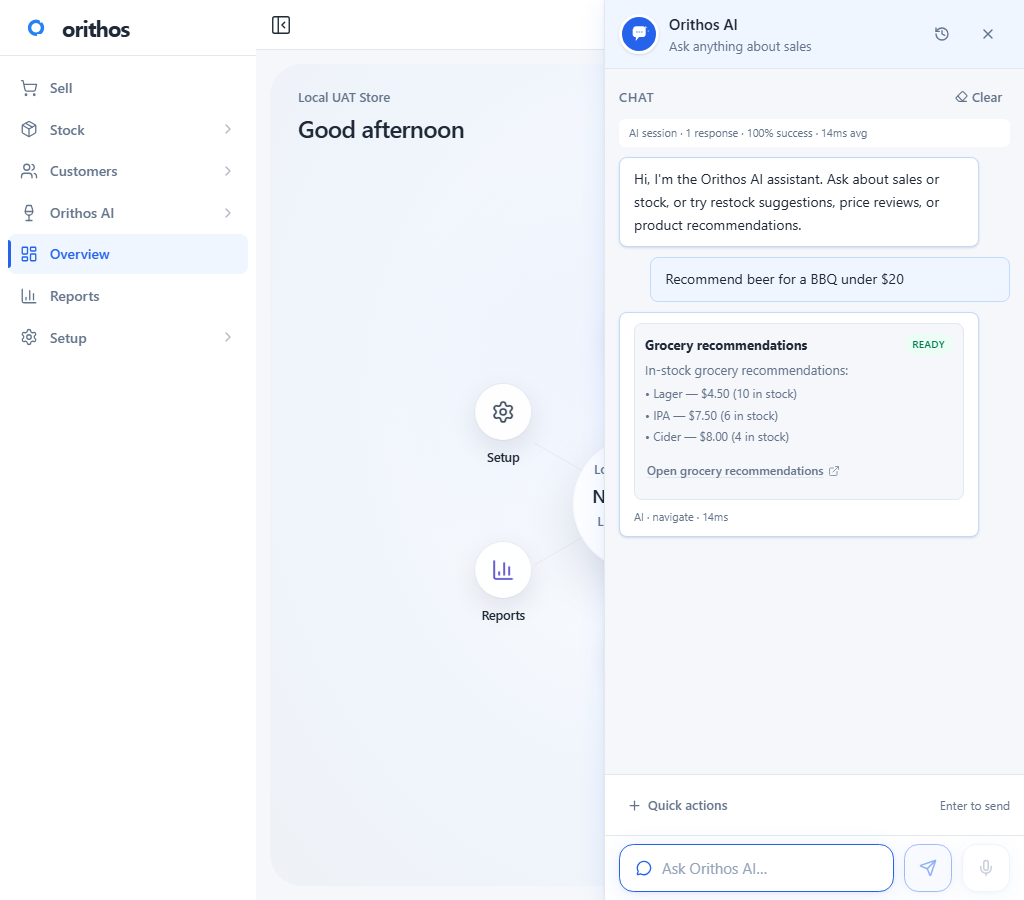 orithos
Sell
Stock
Customers
Orithos AI
Overview
Reports
Setup
Local UAT Store
Good afternoon
Setup
Reports
Lo
N
L
Orithos AI
Ask anything about sales
CHAT
Clear
AI session · 1 response · 100% success · 14ms avg
Hi, I'm the Orithos AI assistant. Ask about sales or
stock, or try restock suggestions, price reviews, or
product recommendations.
Recommend beer for a BBQ under $20
Grocery recommendations
READY
In-stock grocery recommendations:
• Lager — $4.50 (10 in stock)
• IPA — $7.50 (6 in stock)
• Cider — $8.00 (4 in stock)
Open grocery recommendations
AI · navigate · 14ms
Quick actions
Enter to send
Ask Orithos AI...